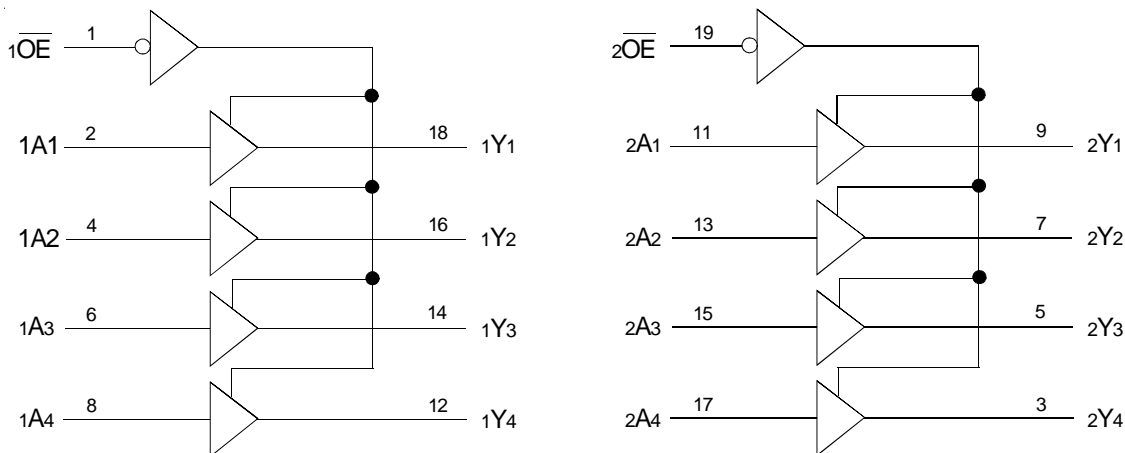 1OE 1
1A1 2 18 1Y1
1A2 4 16 1Y2
1A3 6 14 1Y3
1A4 8 12 1Y4
2OE 19
2A1 11 9 2Y1
2A2 13 7 2Y2
2A3 15 5 2Y3
2A4 17 3 2Y4